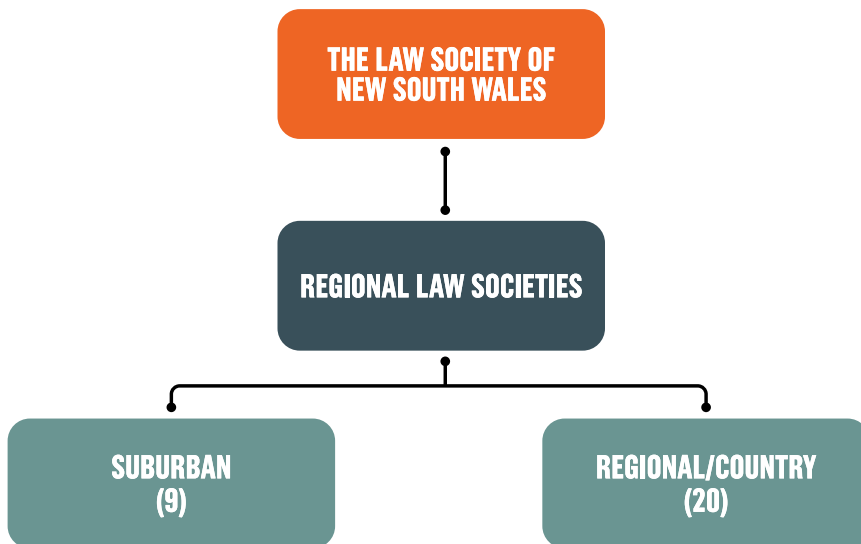 THE LAW SOCIETY OF
NEW SOUTH WALES
REGIONAL LAW SOCIETIES
SUBURBAN
(9)
REGIONAL/COUNTRY
(20)